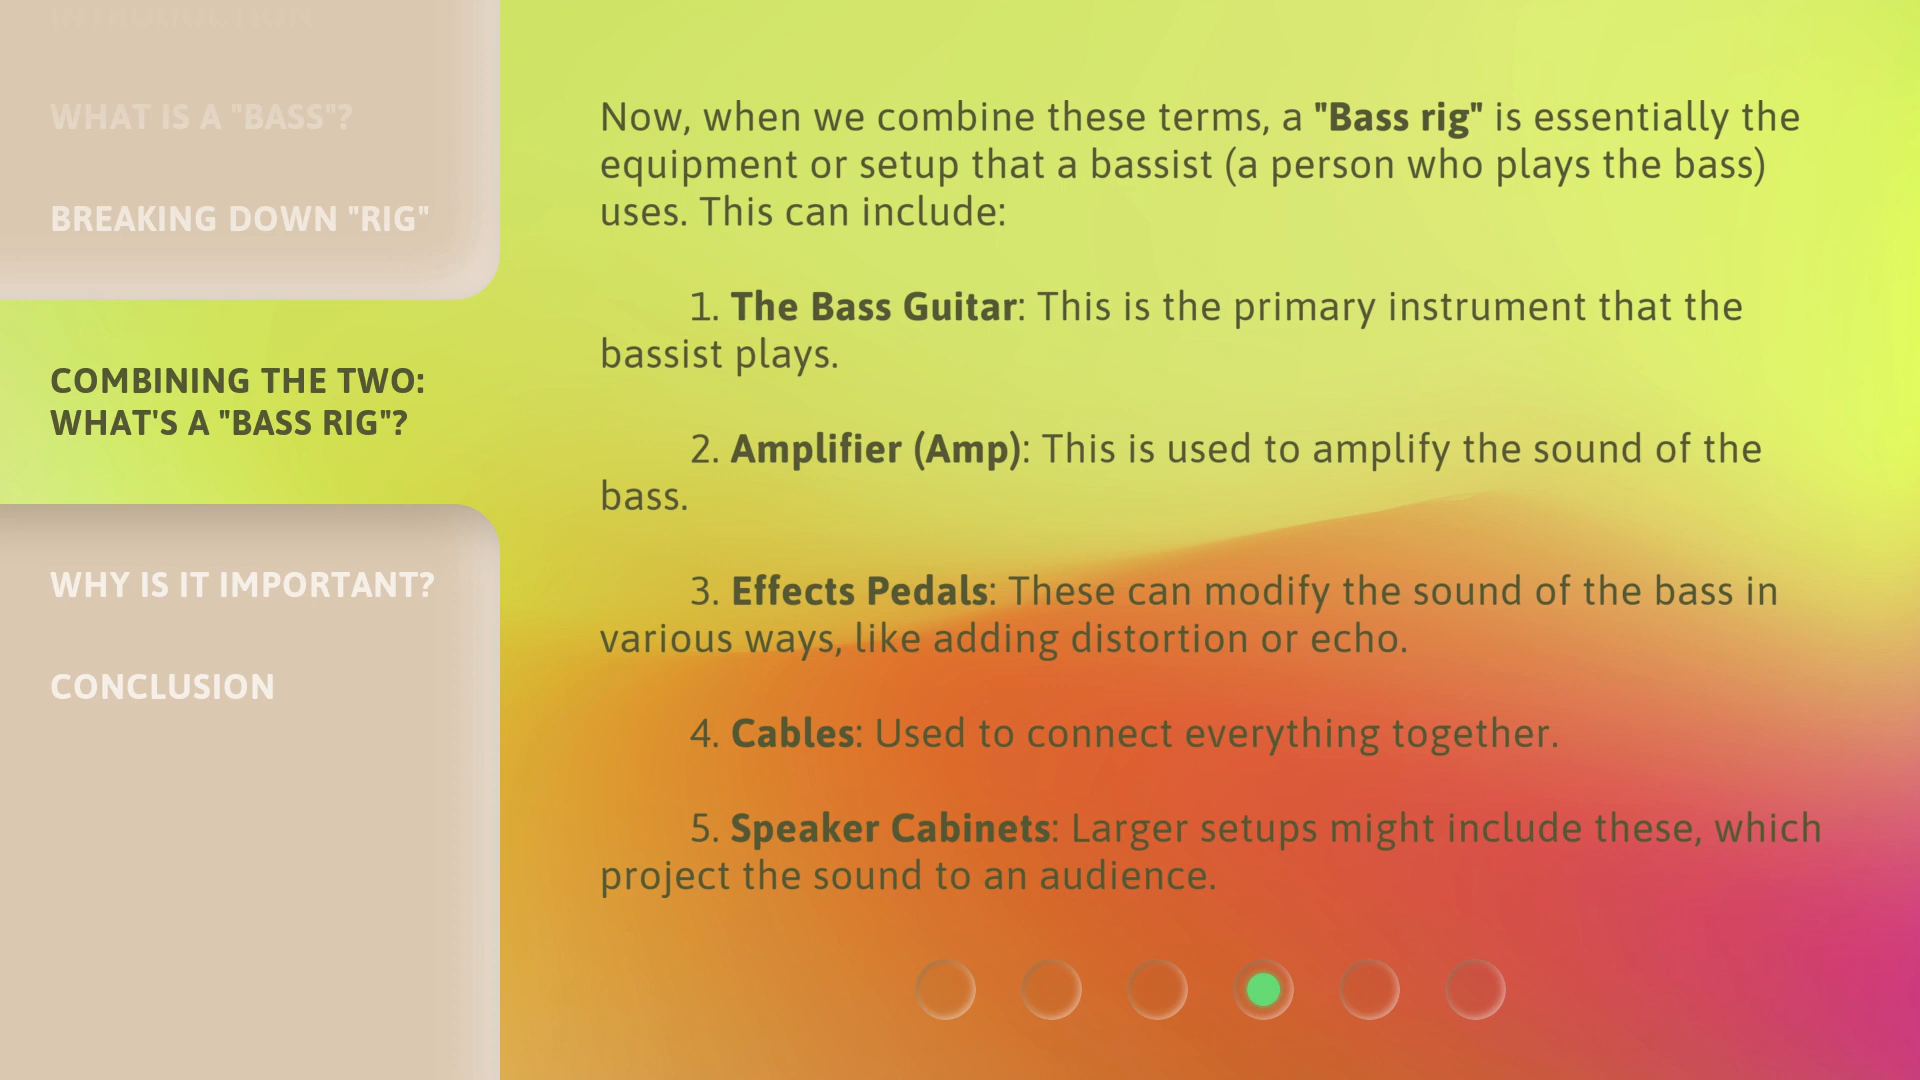 INTRODUCTION
WHAT IS A "BASS"?
BREAKING DOWN "RIG"
COMBINING THE TWO:
WHAT'S A "BASS RIG"?
WHY IS IT IMPORTANT?
CONCLUSION
Now, when we combine these terms, a "Bass rig" is essentially the
equipment or setup that a bassist (a person who plays the bass)
uses. This can include:
1. The Bass Guitar: This is the primary instrument that the
bassist plays.
2. Amplifier (Amp): This is used to amplify the sound of the
bass.
3. Effects Pedals: These can modify the sound of the bass in
various ways, like adding distortion or echo.
4. Cables: Used to connect everything together.
5. Speaker Cabinets: Larger setups might include these, which
project the sound to an audience.